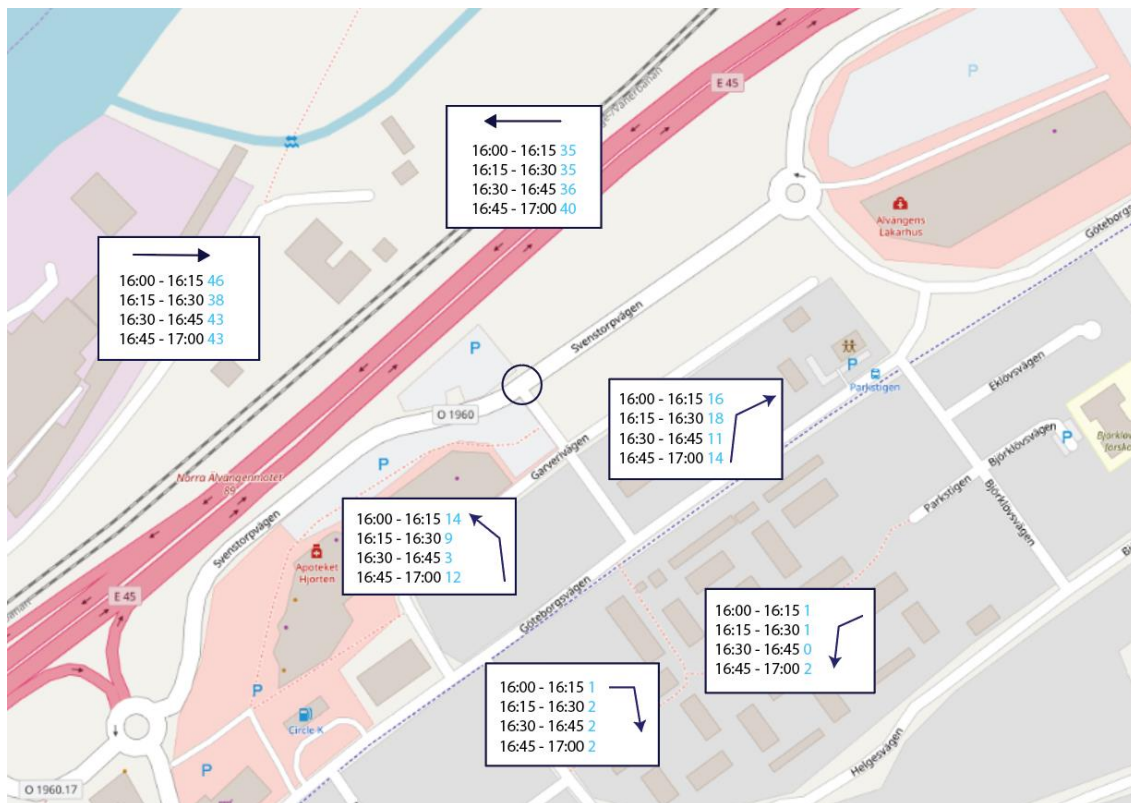 E 45
P
16:00 - 16:15 35
16:15 - 16:30 35
16:30 - 16:45 36
16:45 - 17:00 40
Älvängens
Läkarhus
16:00 - 16:15 46
16:15 - 16:30 38
16:30 - 16:45 43
16:45 - 17:00 43
Svenstorpvägen
P
P
Parkstigen
Eklövsvägen
O 1960
16:00 - 16:15 16
16:15 - 16:30 18
16:30 - 16:45 11
16:45 - 17:00 14
Garverivägen
Björklövsvägen
P
P
Norra Älvängenmotet
89
Parkstigen
Björklövsvägen
Svenstorpvägen
16:00 - 16:15 14
16:15 - 16:30 9
16:30 - 16:45 3
16:45 - 17:00 12
Apoteket
Hjorten
E 45
Göteborgsvägen
16:00 - 16:15 1
16:15 - 16:30 1
16:30 - 16:45 0
16:45 - 17:00 2
16:00 - 16:15 1
16:15 - 16:30 2
16:30 - 16:45 2
16:45 - 17:00 2
P
Circle K
P
Helgesvägen
O 1960.17